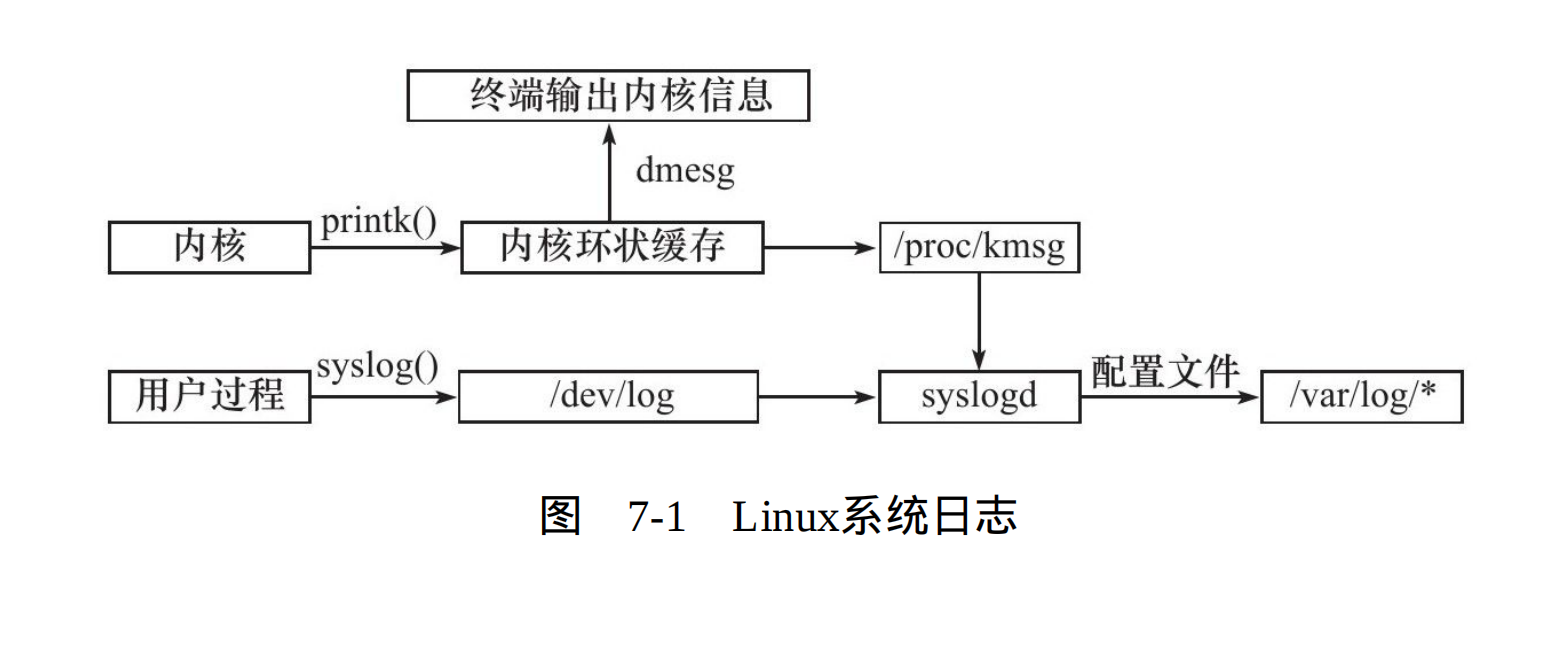 终端输出内核信息
dmesg
内核
printk()
内核环状缓存
/proc/kmsg
用户过程
syslog()
/dev/log
syslogd
配置文件
/var/log/*
图 7-1 Linux系统日志